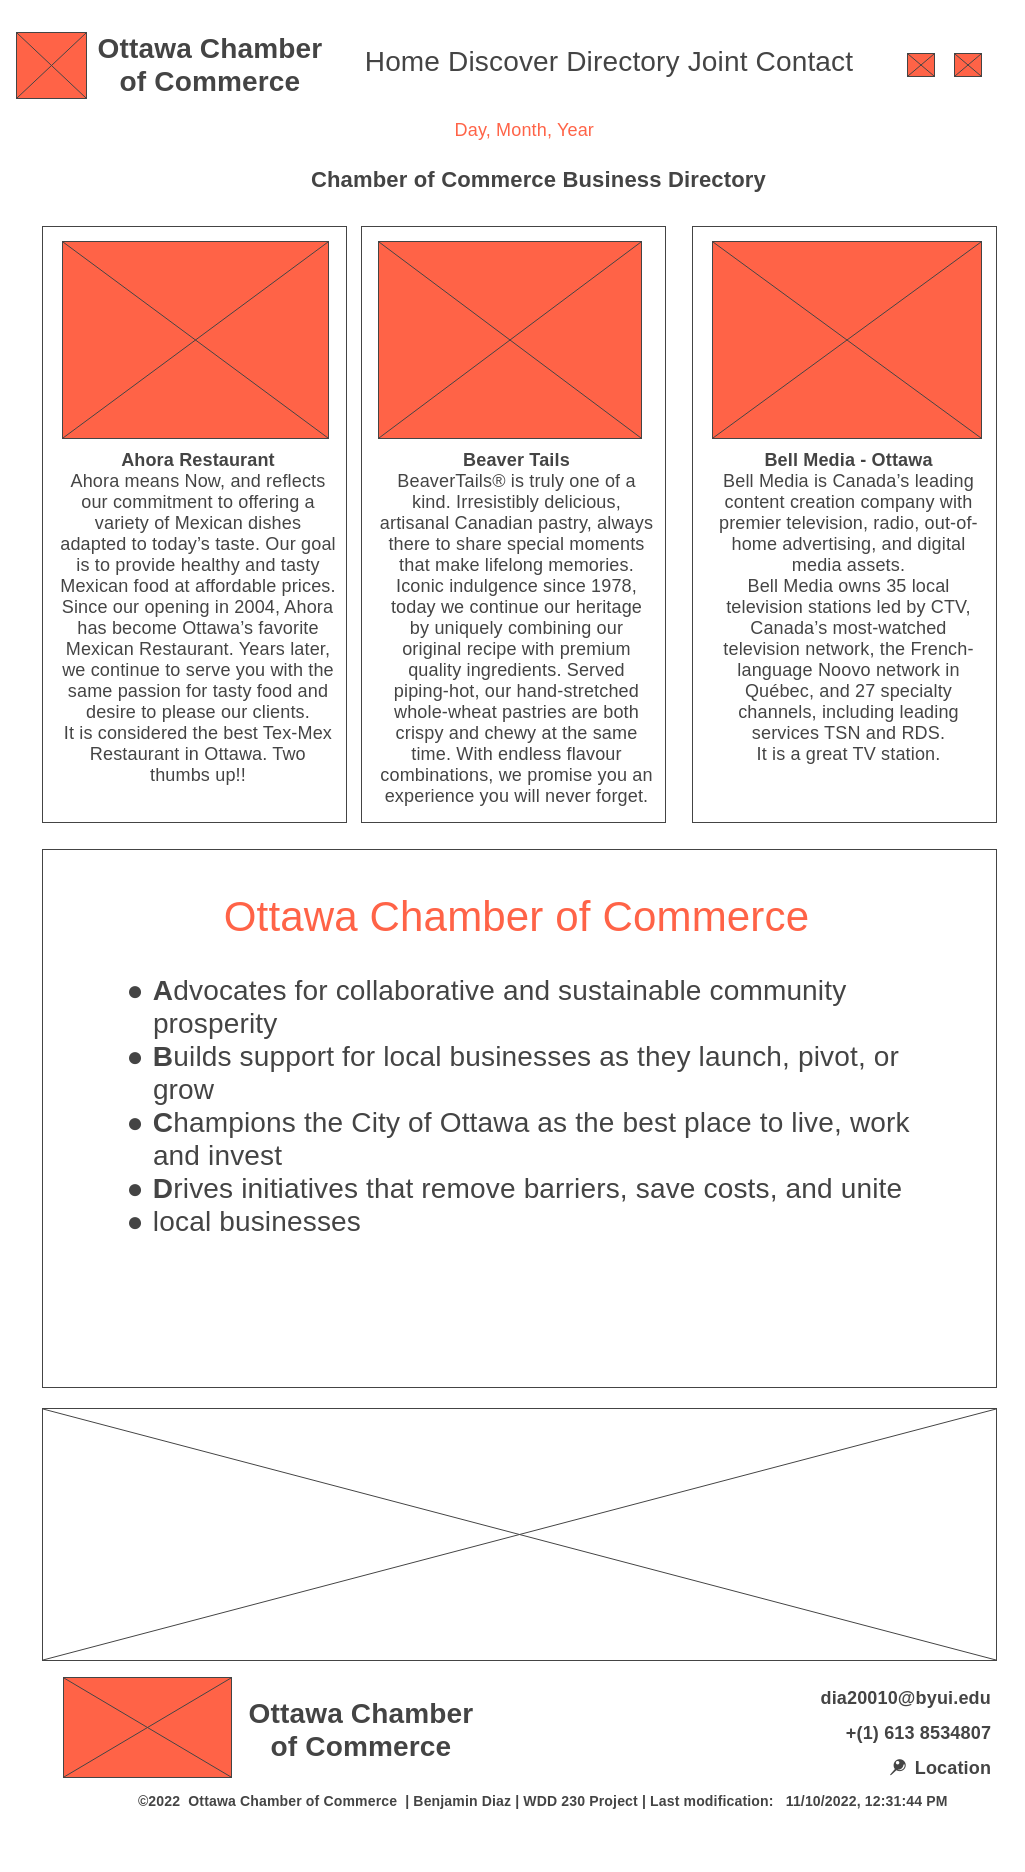 Ottawa Chamber
of Commerce
Home Discover Directory Joint Contact
Day, Month, Year
Chamber of Commerce Business Directory
Ahora Restaurant
Ahora means Now, and reflects
our commitment to offering a
variety of Mexican dishes
adapted to today’s taste. Our goal
is to provide healthy and tasty
Mexican food at affordable prices.
Since our opening in 2004, Ahora
has become Ottawa’s favorite
Mexican Restaurant. Years later,
we continue to serve you with the
same passion for tasty food and
desire to please our clients.
It is considered the best Tex-Mex
Restaurant in Ottawa. Two
thumbs up!!
Beaver Tails
BeaverTails® is truly one of a
kind. Irresistibly delicious,
artisanal Canadian pastry, always
there to share special moments
that make lifelong memories.
Iconic indulgence since 1978,
today we continue our heritage
by uniquely combining our
original recipe with premium
quality ingredients. Served
piping-hot, our hand-stretched
whole-wheat pastries are both
crispy and chewy at the same
time. With endless flavour
combinations, we promise you an
experience you will never forget.
Bell Media - Ottawa
Bell Media is Canada’s leading
content creation company with
premier television, radio, out-of-
home advertising, and digital
media assets.
Bell Media owns 35 local
television stations led by CTV,
Canada’s most-watched
television network, the French-
language Noovo network in
Québec, and 27 specialty
channels, including leading
services TSN and RDS.
It is a great TV station.
Ottawa Chamber of Commerce
● Advocates for collaborative and sustainable community
prosperity
● Builds support for local businesses as they launch, pivot, or
grow
● Champions the City of Ottawa as the best place to live, work
and invest
● Drives initiatives that remove barriers, save costs, and unite
● local businesses
Ottawa Chamber
of Commerce
dia20010@byui.edu
+(1) 613 8534807
Location
©2022 Ottawa Chamber of Commerce | Benjamin Diaz | WDD 230 Project | Last modification: 11/10/2022, 12:31:44 PM